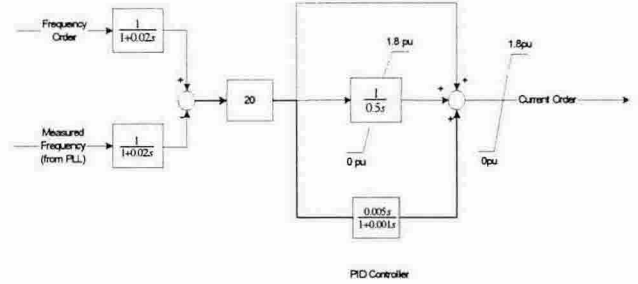 Frequency
Order
1
1+0.02s
+
-
20
Measured
Frequency
(from PLL)
1
1+0.02s
1.8 pu
1
0.5s
0 pu
+
+
+
1.8pu
0pu
Current Order
0.005s
1+0.001s
PID Controller